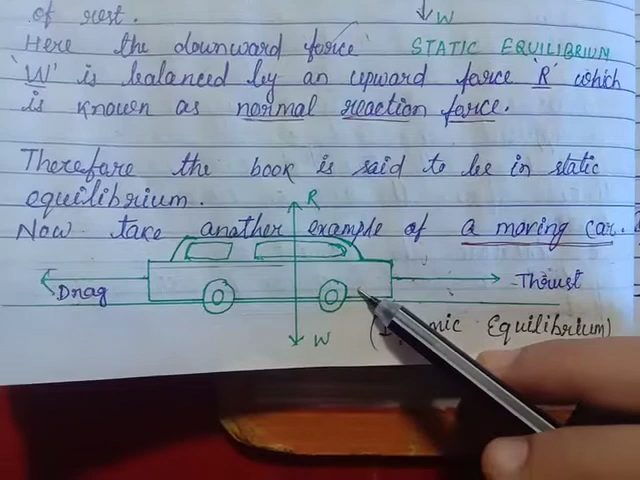 of rest.
↓W
Here the downward force STATIC EQUILIBRIUM
'W' is balanced by an upward force 'R' which
is known as normal reaction force.
Therefore the book is said to be in static
equilibrium.
R
Now take another example of a moving car.
Drag
Thrust
W
Equilibrium)